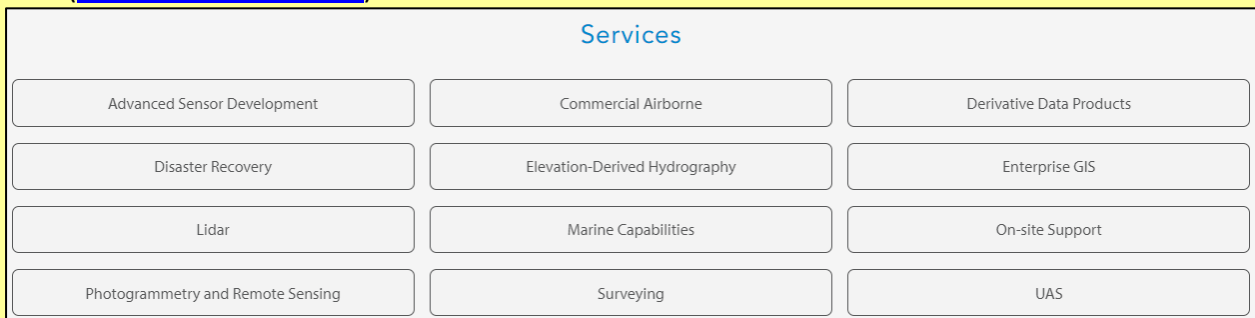 Services
Advanced Sensor Development
Commercial Airborne
Derivative Data Products
Disaster Recovery
Elevation-Derived Hydrography
Enterprise GIS
Lidar
Marine Capabilities
On-site Support
Photogrammetry and Remote Sensing
Surveying
UAS